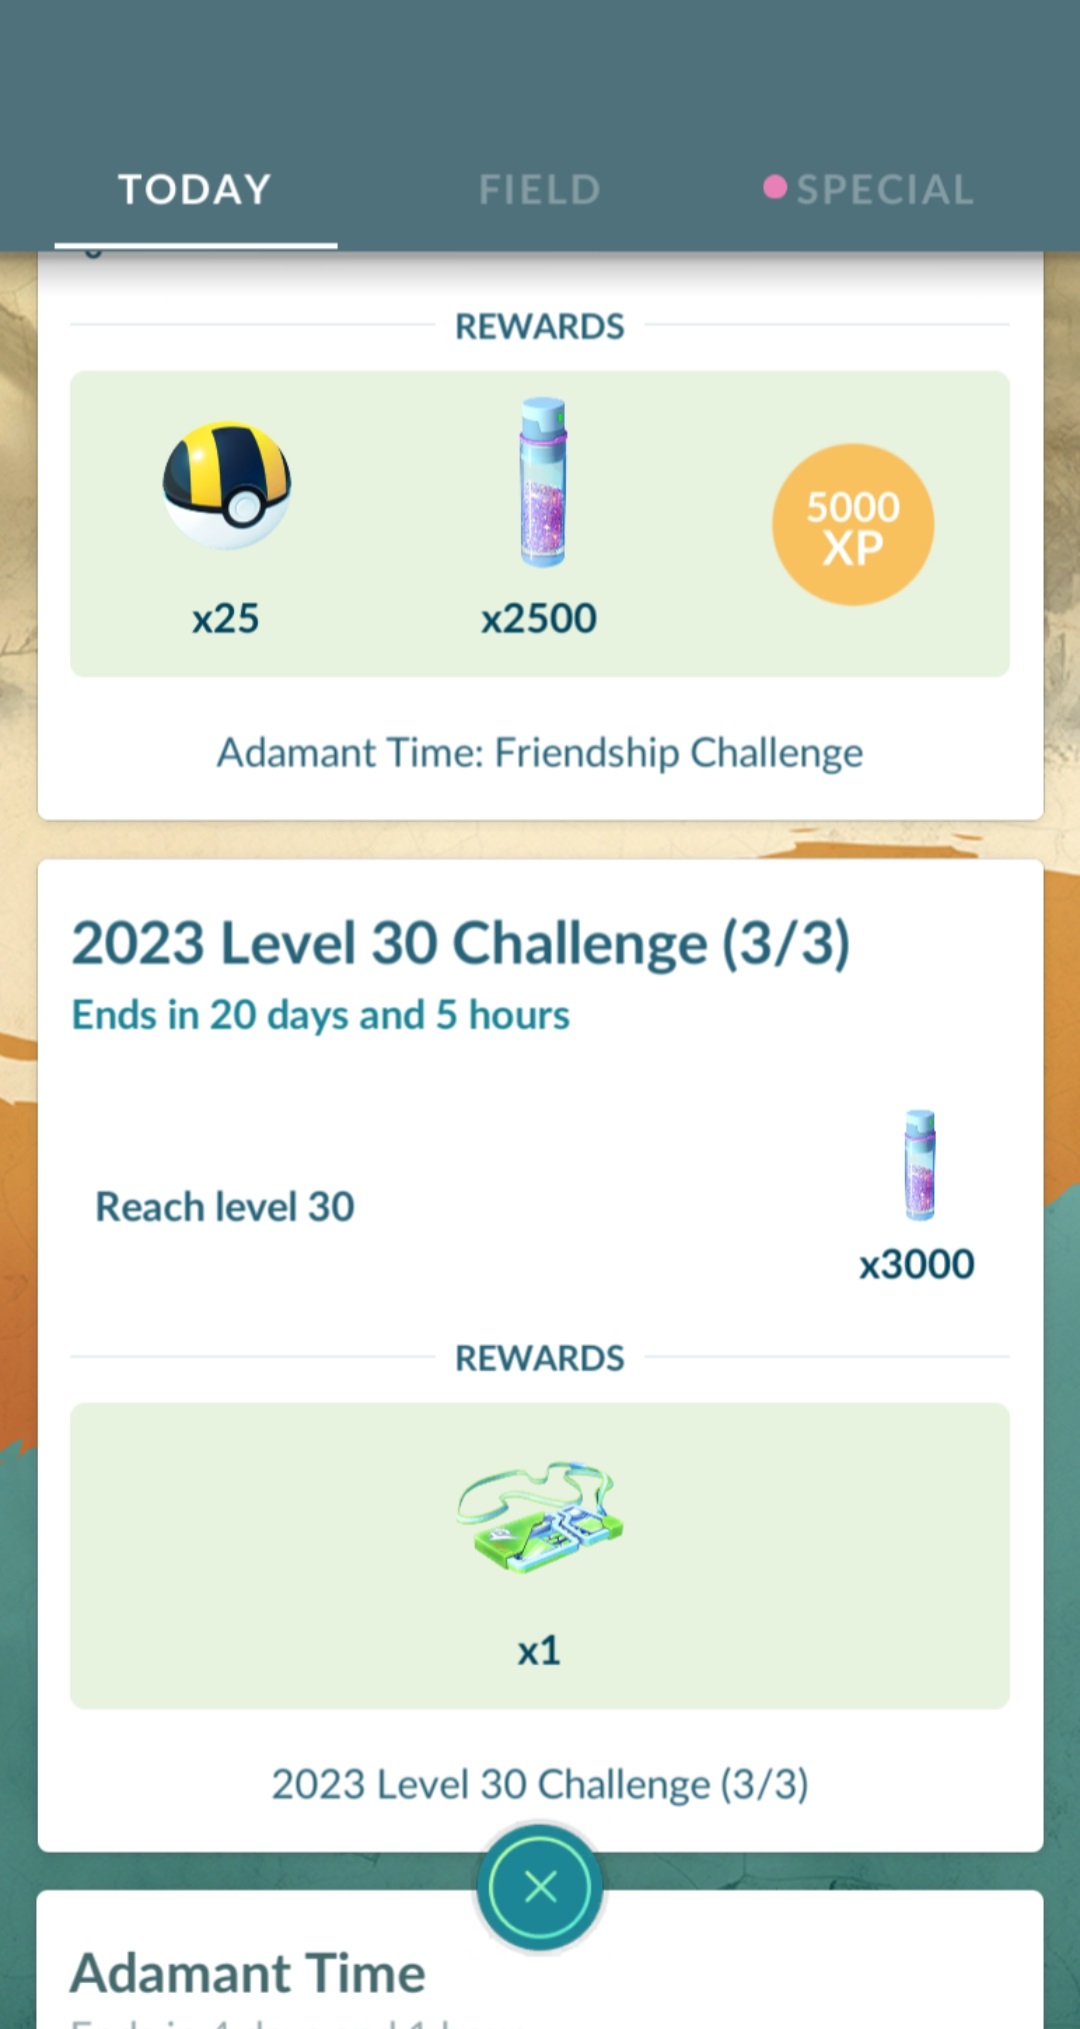 TODAY
FIELD
SPECIAL
REWARDS
x25
x2500
5000
XP
Adamant Time: Friendship Challenge
2023 Level 30 Challenge (3/3)
Ends in 20 days and 5 hours
Reach level 30
x3000
REWARDS
x1
2023 Level 30 Challenge (3/3)
Adamant Time